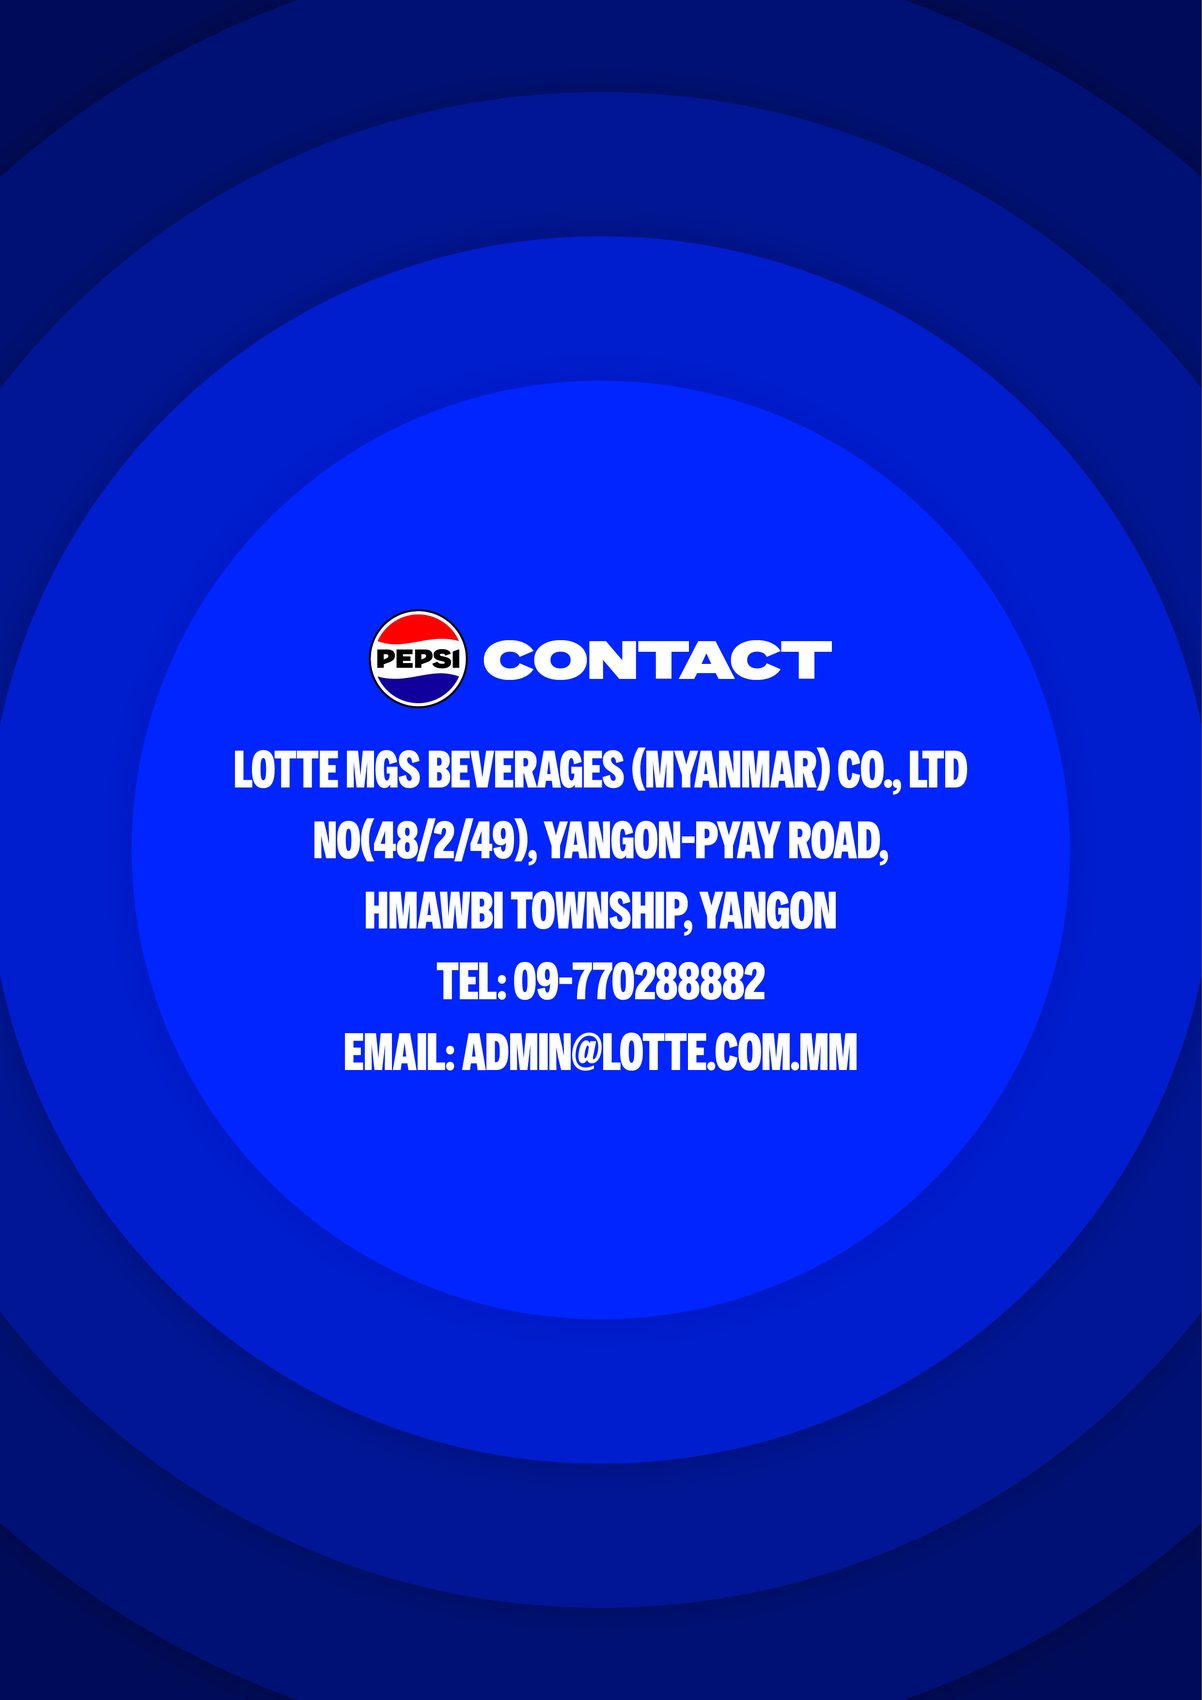 PEPSI CONTACT
LOTTE MGS BEVERAGES (MYANMAR) CO., LTD
NO(48/2/49), YANGON-PYAY ROAD,
HMAWBI TOWNSHIP, YANGON
TEL: 09-770288882
EMAIL: ADMIN@LOTTE.COM.MM